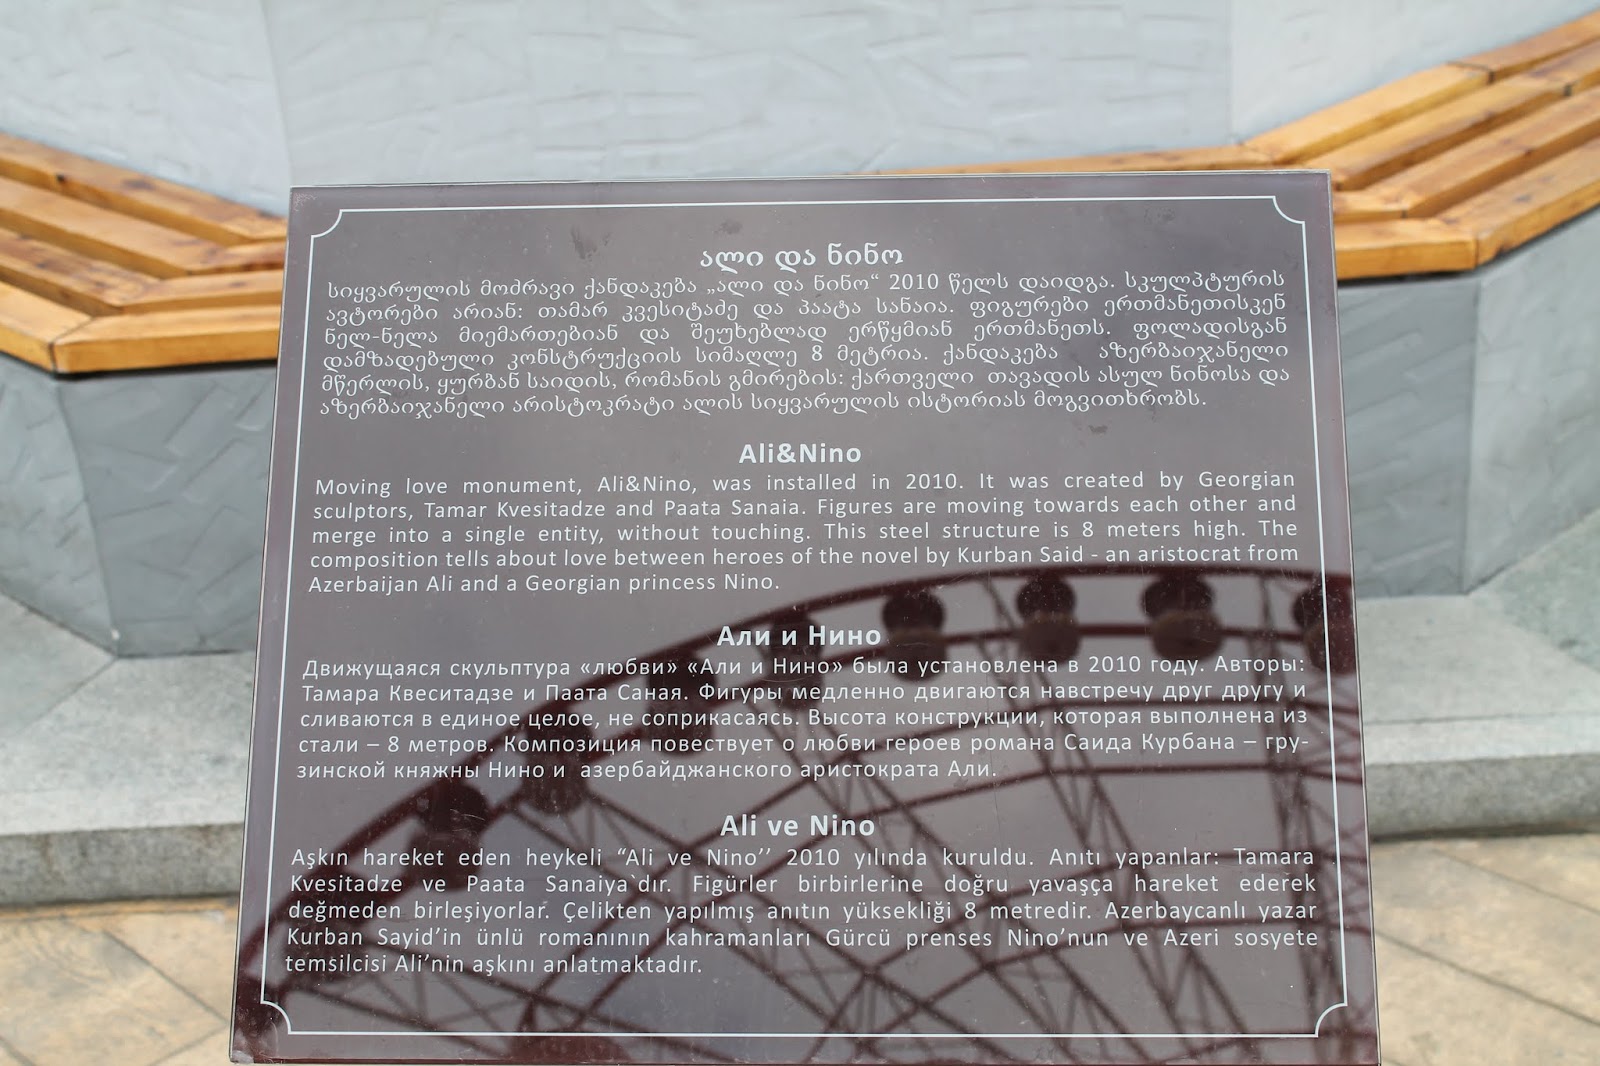 ალი და ნინო
სიყვარულის მოძრავი ქანდაკება „ალი და ნინო“ 2010 წელს დაიდგა. სკულპტურის
ავტორები არიან: თამარ კვესიტაძე და პაატა სანაია. ფიგურები ერთმანეთისკენ
ნელ-ნელა მიემართებიან და შეუხებლად ერწყმიან ერთმანეთს. ფოლადისგან
დამზადებული კონსტრუქციის სიმაღლე 8 მეტრია. ქანდაკება აზერბაიჯანელი
მწერლის, ყურბან საიდის, რომანის გმირების: ქართველი თავადის ასულ ნინოსა და
აზერბაიჯანელი არისტოკრატი ალის სიყვარულის ისტორიას მოგვითხრობს.
Ali&Nino
Moving love monument, Ali&Nino, was installed in 2010. It was created by Georgian
sculptors, Tamar Kvesitadze and Paata Sanaia. Figures are moving towards each other and
merge into a single entity, without touching. This steel structure is 8 meters high. The
composition tells about love between heroes of the novel by Kurban Said - an aristocrat from
Azerbaijan Ali and a Georgian princess Nino.
Али и Нино
Движущаяся скульптура «любви» «Али и Нино» была установлена в 2010 году. Авторы:
Тамара Квеситадзе и Паата Саная. Фигуры медленно двигаются навстречу друг другу и
сливаются в единое целое, не соприкасаясь. Высота конструкции, которая выполнена из
стали – 8 метров. Композиция повествует о любви героев романа Саида Курбана – гру-
зинской княжны Нино и азербайджанского аристократа Али.
Ali ve Nino
Aşkın hareket eden heykeli “Ali ve Nino’’ 2010 yılında kuruldu. Anıtı yapanlar: Tamara
Kvesitadze ve Paata Sanaiya`dır. Figürler birbirlerine doğru yavaşça hareket ederek
değmeden birleşiyorlar. Çelikten yapılmış anıtın yüksekliği 8 metredir. Azerbaycanlı yazar
Kurban Sayid’in ünlü romanının kahramanları Gürcü prenses Nino’nun ve Azeri sosyete
temsilcisi Ali’nin aşkını anlatmaktadır.